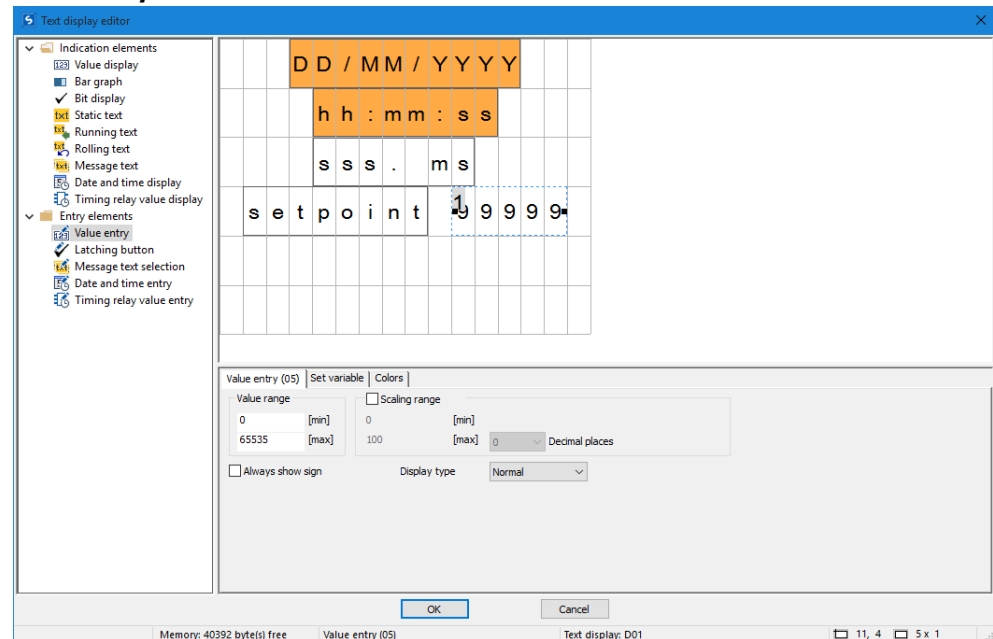 Text display editor
Indication elements
Value display
Bar graph
Bit display
Static text
Running text
Rolling text
Message text
Date and time display
Timing relay value display
Entry elements
Value entry
Latching button
Message text selection
Date and time entry
Timing relay value entry
DD/MM/YYYY
hh:mm:ss
sss. ms
setpoint 99999
1
Value entry (05) Set variable Colors
Value range Scaling range
0 [min] 0 [min]
65535 [max] 100 [max] 0 Decimal places
Always show sign Display type Normal
OK Cancel
Memory: 40392 byte(s) free Value entry (05) Text display: D01 11, 4 5 x 1